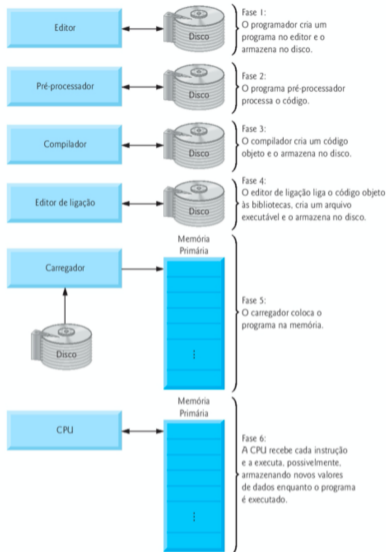 Editor
Disco
Fase 1:
O programador cria um
programa no editor e o
armazena no disco.
Pré-processador
Disco
Fase 2:
O programa pré-processador
processa o código.
Compilador
Disco
Fase 3:
O compilador cria um código
objeto e o armazena no disco.
Editor de ligação
Disco
Fase 4:
O editor de ligação liga o código objeto
às bibliotecas, cria um arquivo
executável e o armazena no disco.
Memória
Primária
Carregador
Disco
Fase 5:
O carregador coloca o
programa na memória.
Memória
Primária
CPU
Fase 6:
A CPU recebe cada instrução
e a executa, possivelmente,
armazenando novos valores
de dados enquanto o programa
é executado.